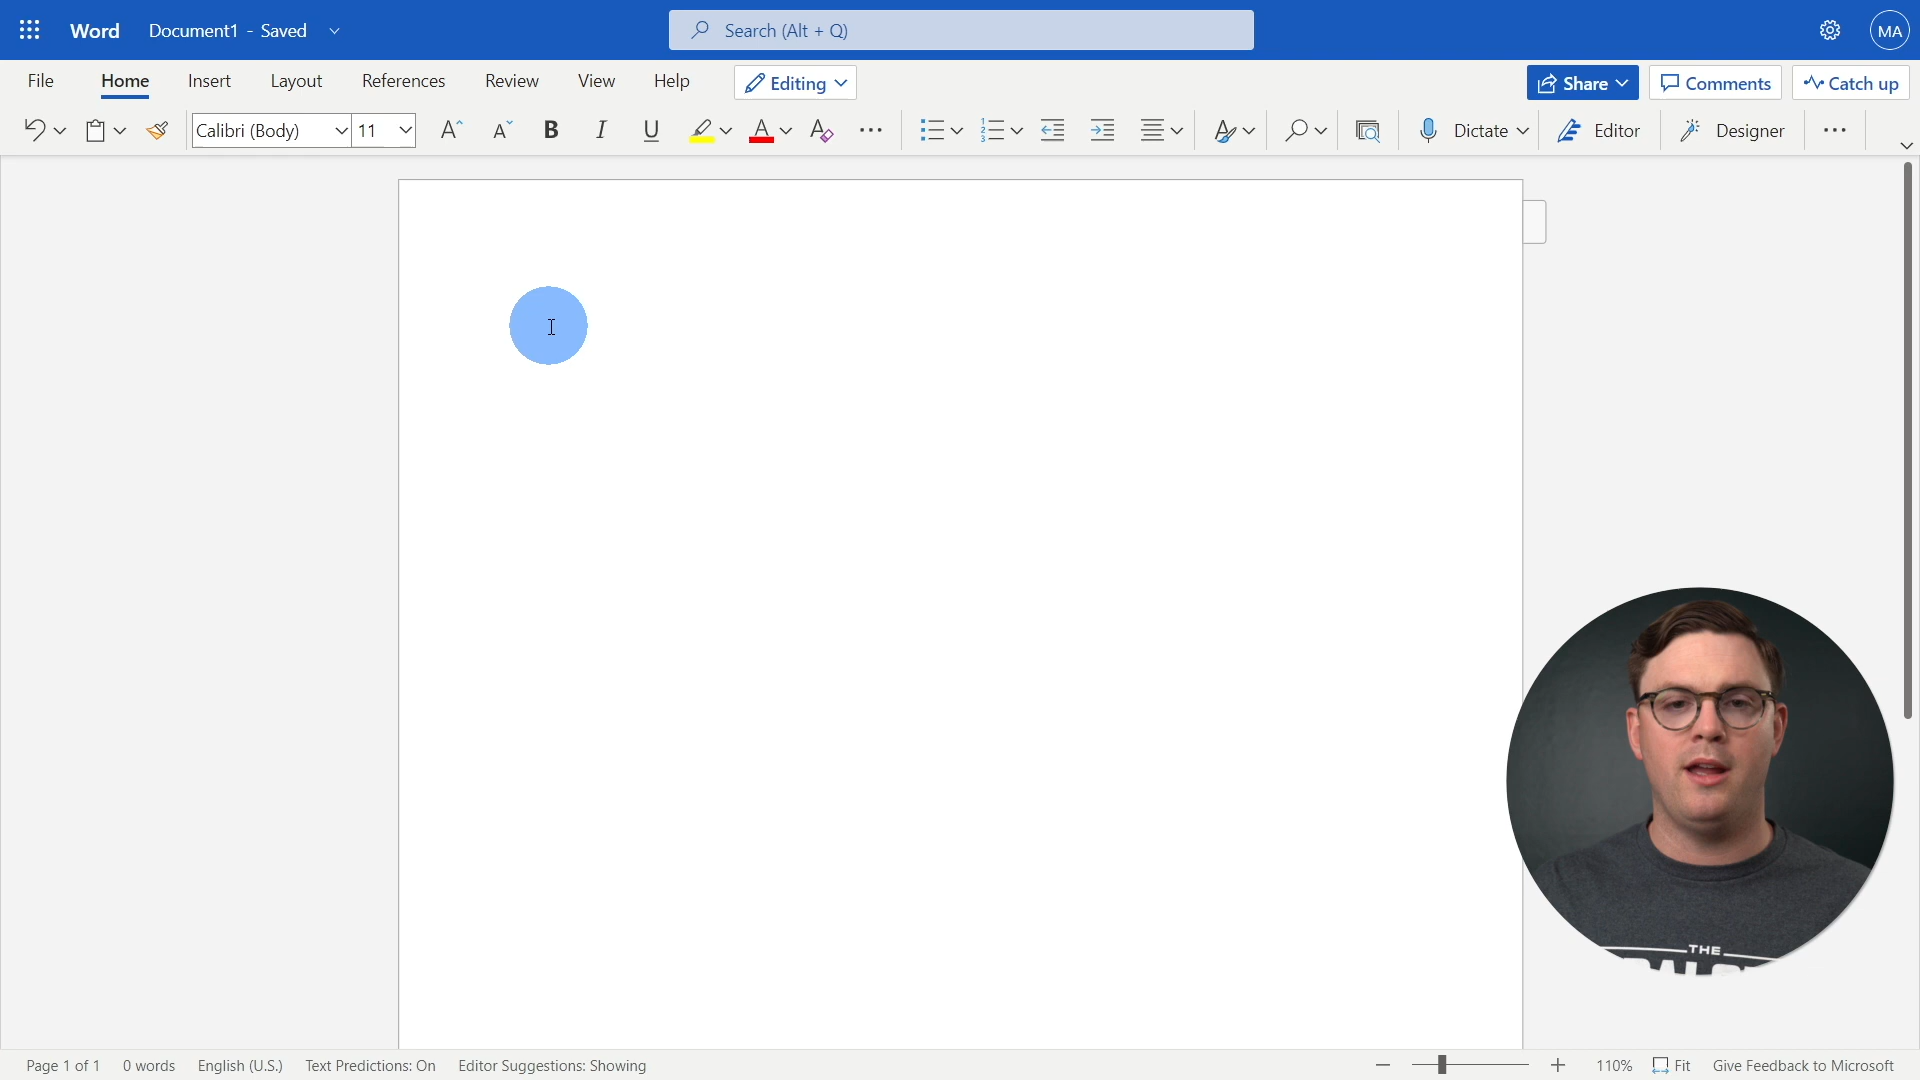 Word Document1 - Saved Search (Alt + Q) MA
File Home Insert Layout References Review View Help Editing Share Comments Catch up
Calibri (Body) 11 Dictate Editor Designer
THE
Page 1 of 1 0 words English (U.S.) Text Predictions: On Editor Suggestions: Showing 110% Fit Give Feedback to Microsoft